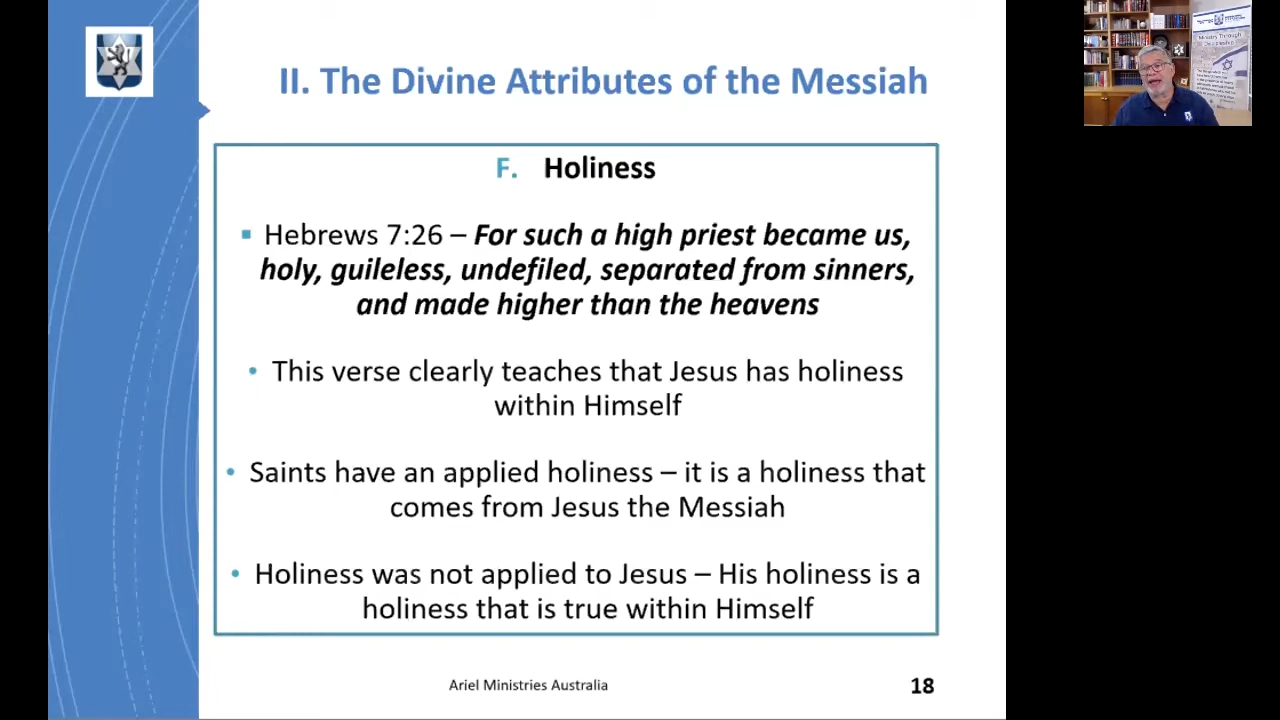 II. The Divine Attributes of the Messiah
F. Holiness
▪ Hebrews 7:26 – For such a high priest became us,
holy, guileless, undefiled, separated from sinners,
and made higher than the heavens
• This verse clearly teaches that Jesus has holiness
within Himself
• Saints have an applied holiness – it is a holiness that
comes from Jesus the Messiah
• Holiness was not applied to Jesus – His holiness is a
holiness that is true within Himself
Ariel Ministries Australia
18
Ministry Through